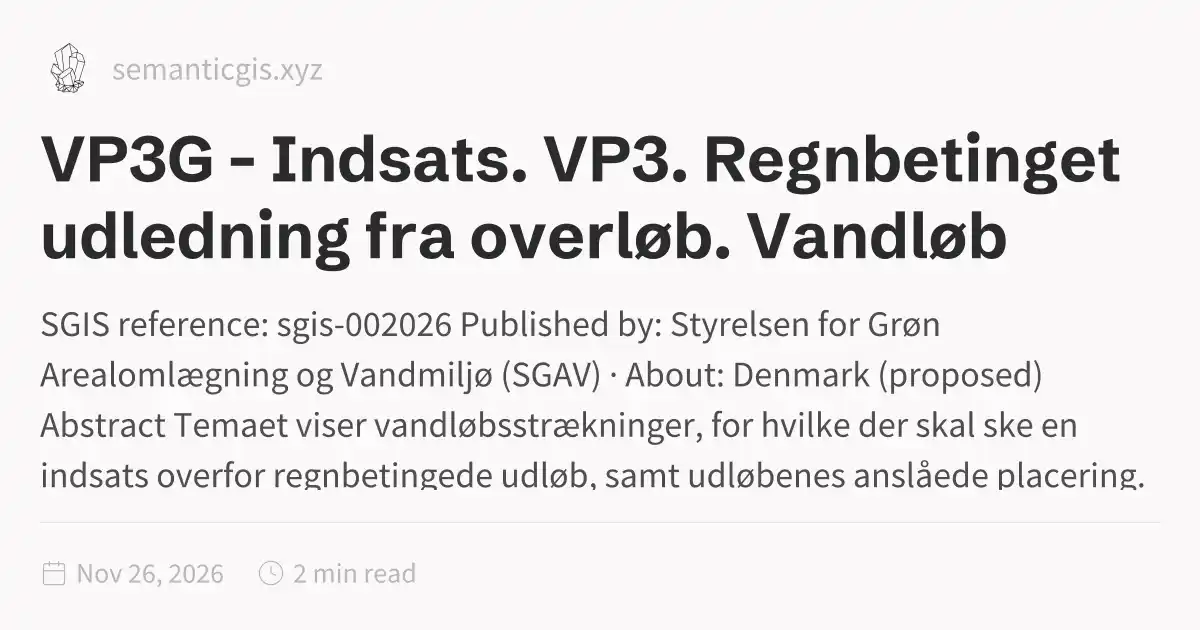 semanticgis.xyz
VP3G - Indsats. VP3. Regnbetinget
udledning fra overløb. Vandløb
SGIS reference: sgis-002026 Published by: Styrelsen for Grøn
Arealomlægning og Vandmiljø (SGAV) · About: Denmark (proposed)
Abstract Temaet viser vandløbsstrækninger, for hvilke der skal ske en
indsats overfor regnbetingede udløb, samt udløbenes anslåede placering.
Nov 26, 2026 2 min read